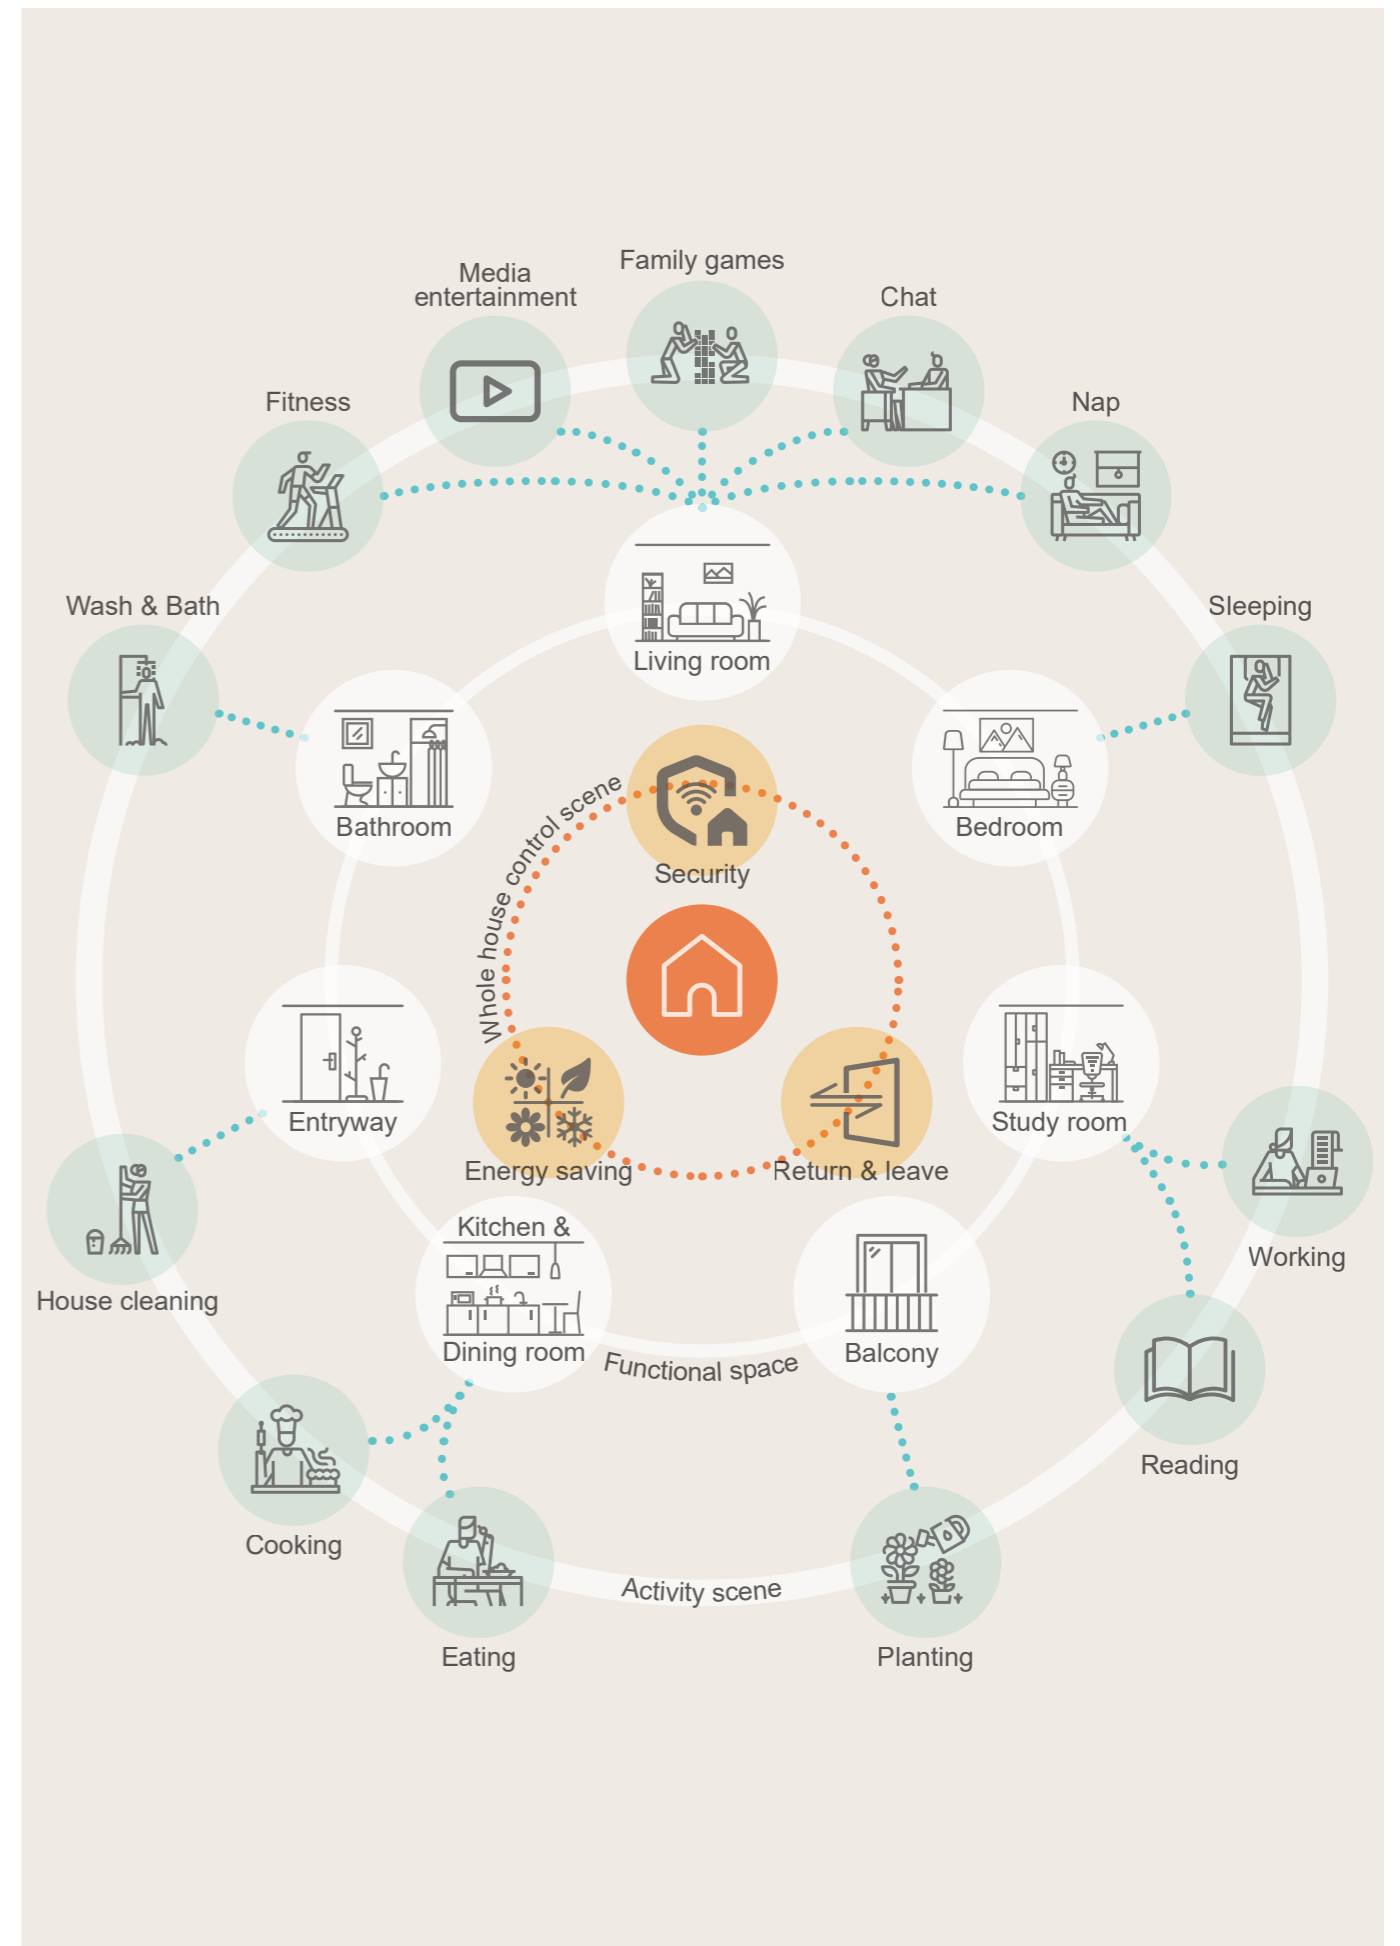 Family games
Media
entertainment
Chat
Fitness
Nap
Wash & Bath
Sleeping
Living room
Bathroom
Bedroom
Whole house control scene
Security
Entryway
Study room
Energy saving
Return & leave
Kitchen &
Dining room
Balcony
Functional space
House cleaning
Working
Reading
Cooking
Activity scene
Eating
Planting